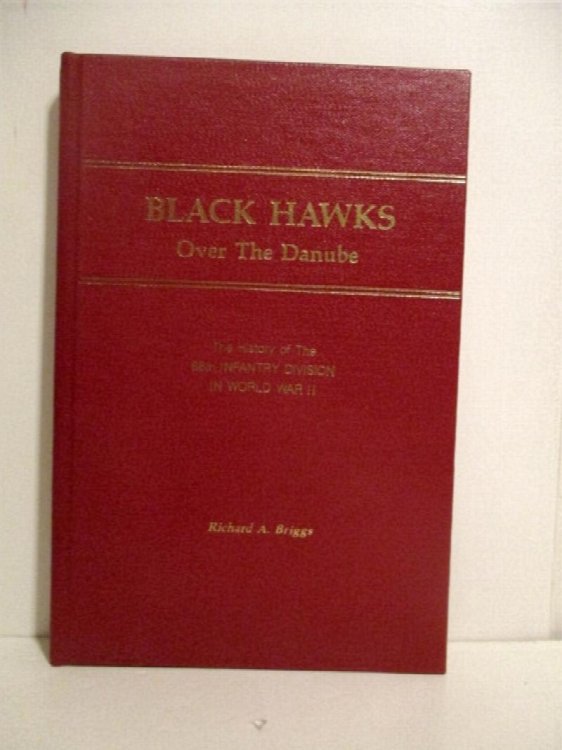 BLACK HAWKS
Over The Danube
The History of The
86th INFANTRY DIVISION
IN WORLD WAR II
Richard A. Briggs